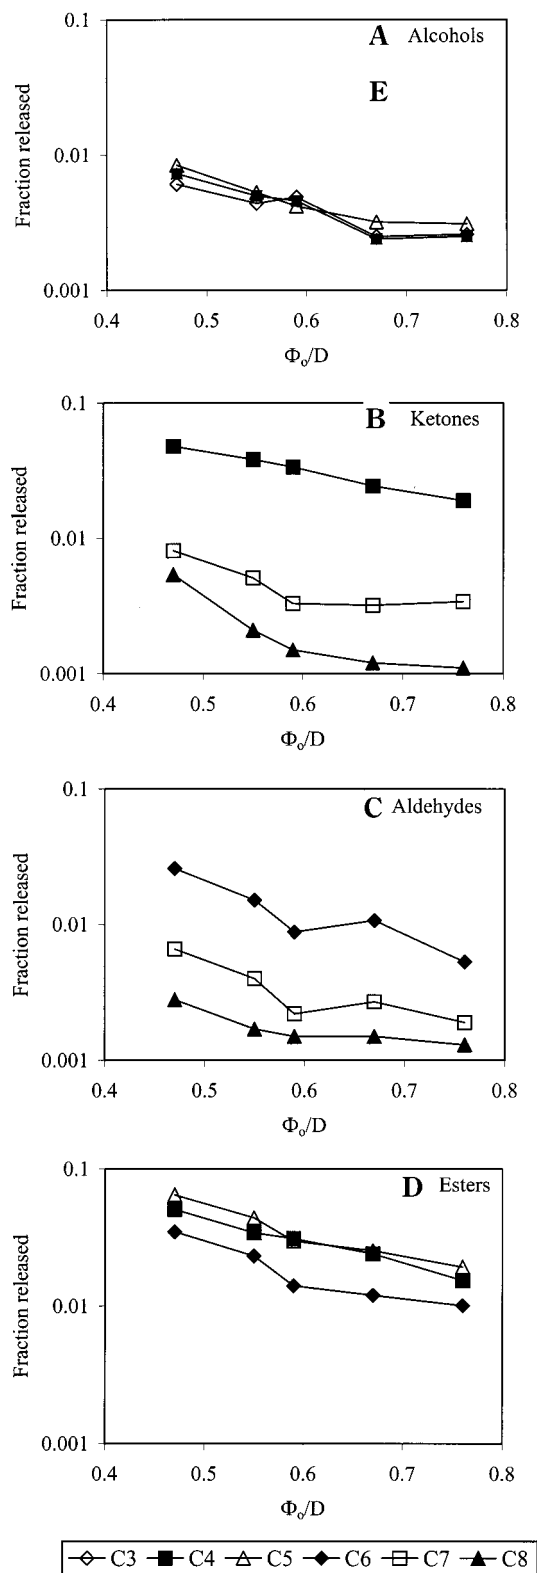 A Alcohols
E
0.1
0.01
0.001
Fraction released
0.4 0.5 0.6 0.7 0.8
Φo/D
B Ketones
0.1
0.01
0.001
Fraction released
0.4 0.5 0.6 0.7 0.8
Φo/D
C Aldehydes
0.1
0.01
0.001
Fraction released
0.4 0.5 0.6 0.7 0.8
Φo/D
D Esters
0.1
0.01
0.001
Fraction released
0.4 0.5 0.6 0.7 0.8
Φo/D
C3 C4 C5 C6 C7 C8